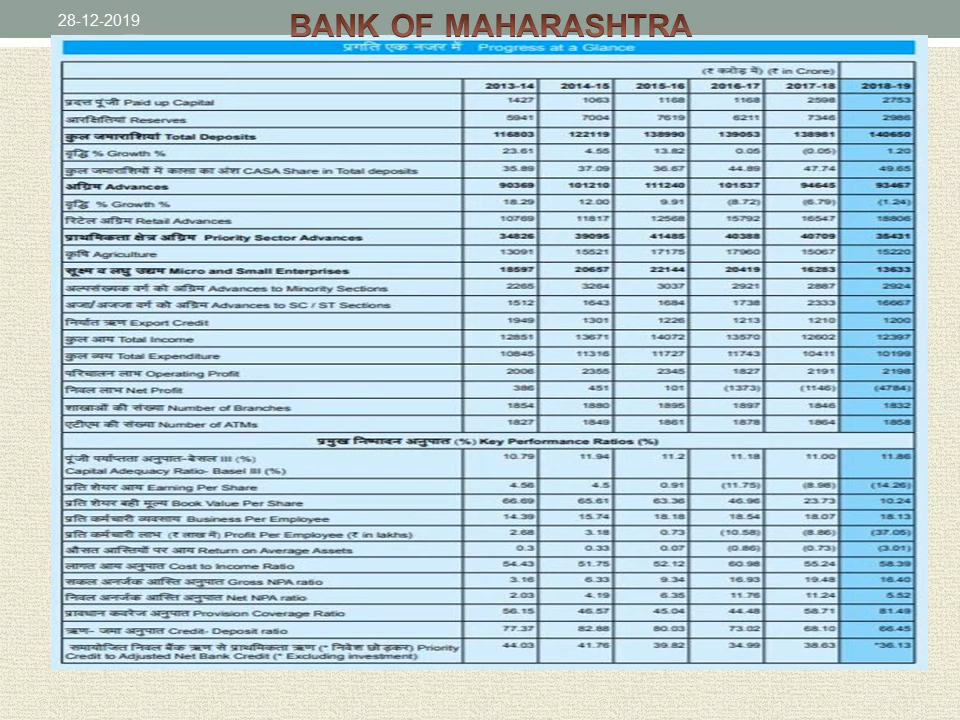 28-12-2019
BANK OF MAHARASHTRA
प्रगति एक नजर में Progress at a Glance
(₹ करोड़ में) (₹ in Crore)
2013-14 2014-15 2015-16 2016-17 2017-18 2018-19
प्रदत्त पूंजी Paid up Capital 1427 1063 1168 1168 2598 2753
आरक्षितियां Reserves 5941 7004 7619 6211 7346 2986
कुल जमाराशियां Total Deposits 116803 122119 138990 139053 138981 140650
वृद्धि % Growth % 23.61 4.55 13.82 0.05 (0.05) 1.20
कुल जमाराशियों में कासा का अंश CASA Share in Total deposits 35.89 37.09 36.67 44.89 47.74 49.65
अग्रिम Advances 90369 101210 111240 101537 94645 93467
वृद्धि % Growth % 18.29 12.00 9.91 (8.72) (6.79) (1.24)
रिटेल अग्रिम Retail Advances 10769 11817 12568 15792 16547 18806
प्राथमिकता क्षेत्र अग्रिम Priority Sector Advances 34826 39095 41485 40388 40709 35431
कृषि Agriculture 13091 15521 17175 17960 15067 15220
सूक्ष्म व लघु उद्यम Micro and Small Enterprises 18597 20657 22144 20419 16283 13633
अल्पसंख्यक वर्ग को अग्रिम Advances to Minority Sections 2265 3264 3037 2921 2887 2924
अजा/अजजा वर्ग को अग्रिम Advances to SC / ST Sections 1512 1643 1684 1738 2333 16667
निर्यात ऋण Export Credit 1949 1301 1226 1213 1210 1200
कुल आय Total Income 12851 13671 14072 13570 12602 12397
कुल व्यय Total Expenditure 10845 11316 11727 11743 10411 10199
परिचालन लाभ Operating Profit 2006 2355 2345 1827 2191 2198
निवल लाभ Net Profit 386 451 101 (1373) (1146) (4784)
शाखाओं की संख्या Number of Branches 1854 1880 1895 1897 1846 1832
एटीएम की संख्या Number of ATMs 1827 1849 1861 1878 1864 1858
प्रमुख निष्पादन अनुपात (%) Key Performance Ratios (%)
पूंजी पर्याप्तता अनुपात-बेसल III (%) 10.79 11.94 11.2 11.18 11.00 11.86
Capital Adequacy Ratio- Basel III (%)
प्रति शेयर आय Earning Per Share 4.56 4.5 0.91 (11.75) (8.98) (14.26)
प्रति शेयर बही मूल्य Book Value Per Share 66.69 65.61 63.36 46.96 23.73 10.24
प्रति कर्मचारी व्यवसाय Business Per Employee 14.39 15.74 18.18 18.54 18.07 18.13
प्रति कर्मचारी लाभ (₹ लाख में) Profit Per Employee (₹ in lakhs) 2.68 3.18 0.73 (10.58) (8.86) (37.05)
औसत आस्तियों पर आय Return on Average Assets 0.3 0.33 0.07 (0.86) (0.73) (3.01)
लागत आय अनुपात Cost to Income Ratio 54.43 51.75 52.12 60.98 55.24 58.39
सकल अनर्जक आस्ति अनुपात Gross NPA ratio 3.16 6.33 9.34 16.93 19.48 16.40
निवल अनर्जक आस्ति अनुपात Net NPA ratio 2.03 4.19 6.35 11.76 11.24 5.52
प्रावधान कवरेज अनुपात Provision Coverage Ratio 56.15 46.57 45.04 44.48 58.71 81.49
ऋण- जमा अनुपात Credit- Deposit ratio 77.37 82.88 80.03 73.02 68.10 66.45
समायोजित निवल बैंक ऋण से प्राथमिकता ऋण (* निवेश छोड़कर) Priority 44.03 41.76 39.82 34.99 38.63 *36.13
Credit to Adjusted Net Bank Credit (* Excluding investment)